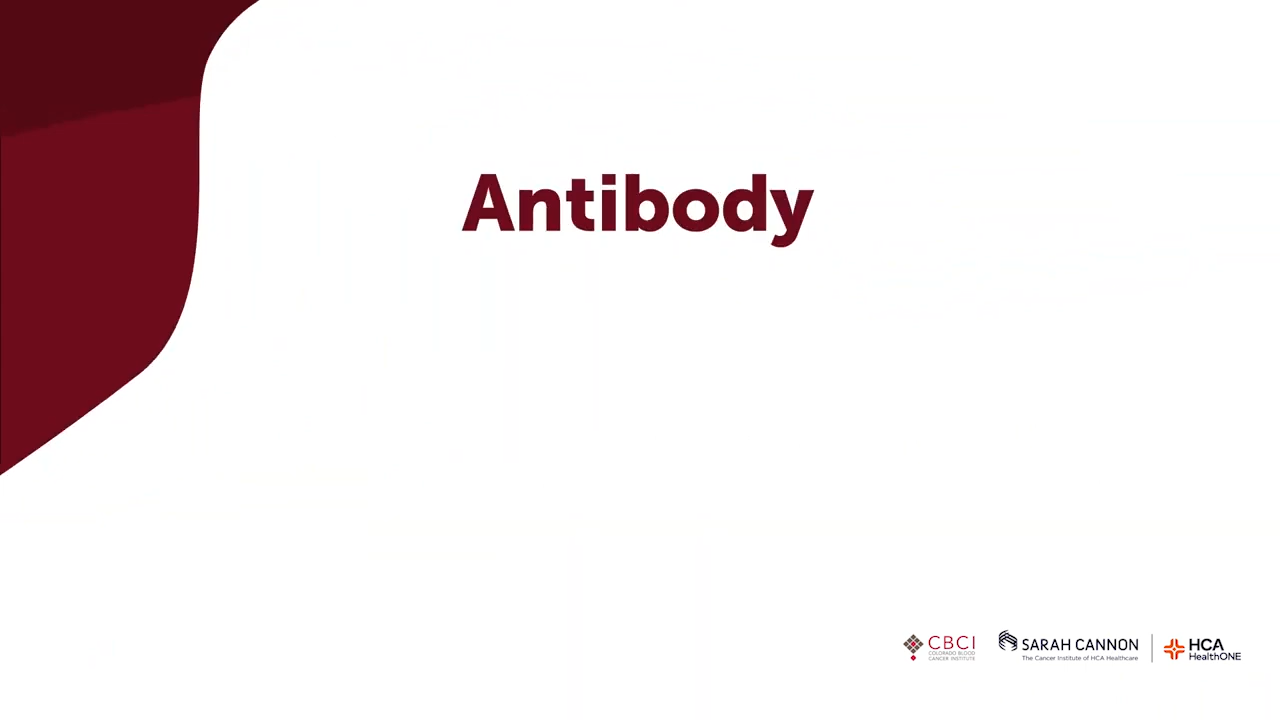 Antibody
CBCI
COLORADO BLOOD
CANCER INSTITUTE
SARAH CANNON
The Cancer Institute of HCA Healthcare
HCA
HealthONE